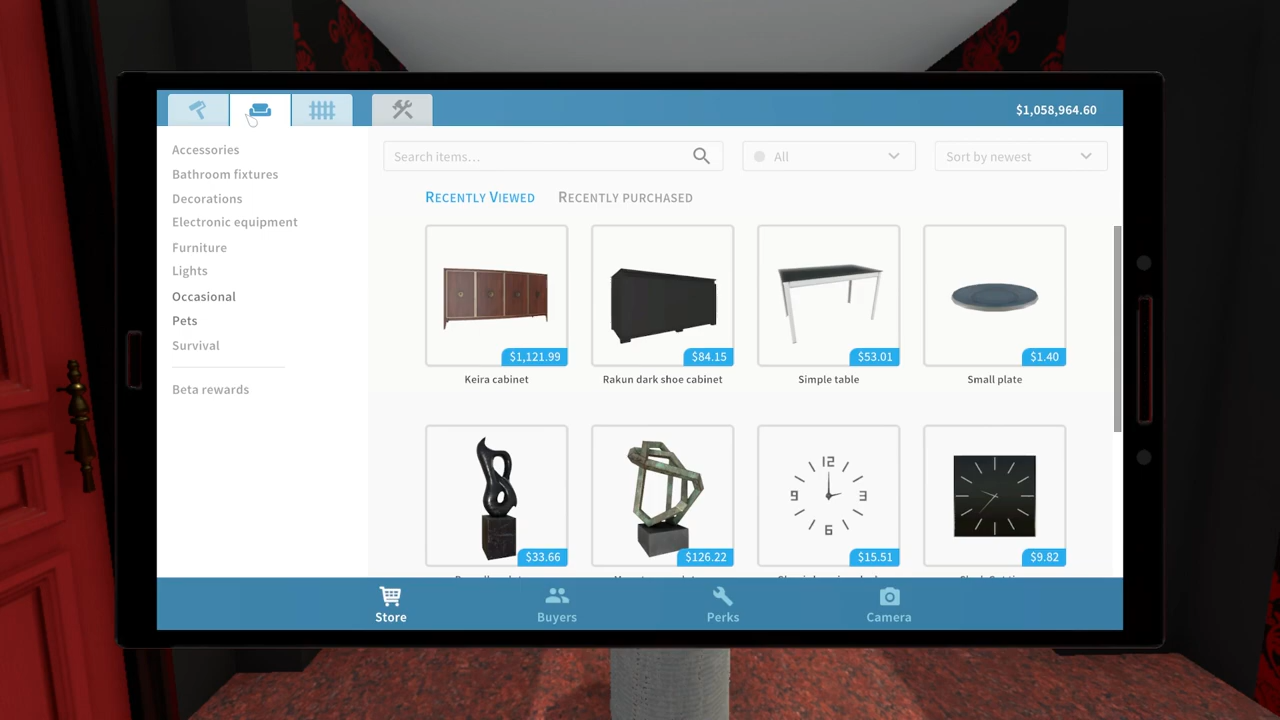 $1,058,964.60
Accessories
Bathroom fixtures
Decorations
Electronic equipment
Furniture
Lights
Occasional
Pets
Survival
Beta rewards
Search items...
All
Sort by newest
RECENTLY VIEWED
RECENTLY PURCHASED
$1,121.99
$84.15
$53.01
$1.40
Keira cabinet
Rakun dark shoe cabinet
Simple table
Small plate
12
9
3
6
$33.66
$126.22
$15.51
$9.82
Store
Buyers
Perks
Camera